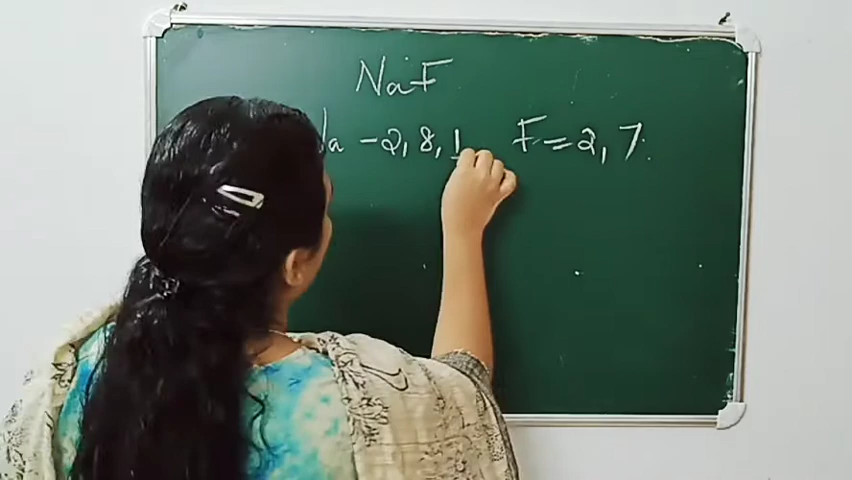 NaF
Na - 2, 8, 1 F = 2, 7